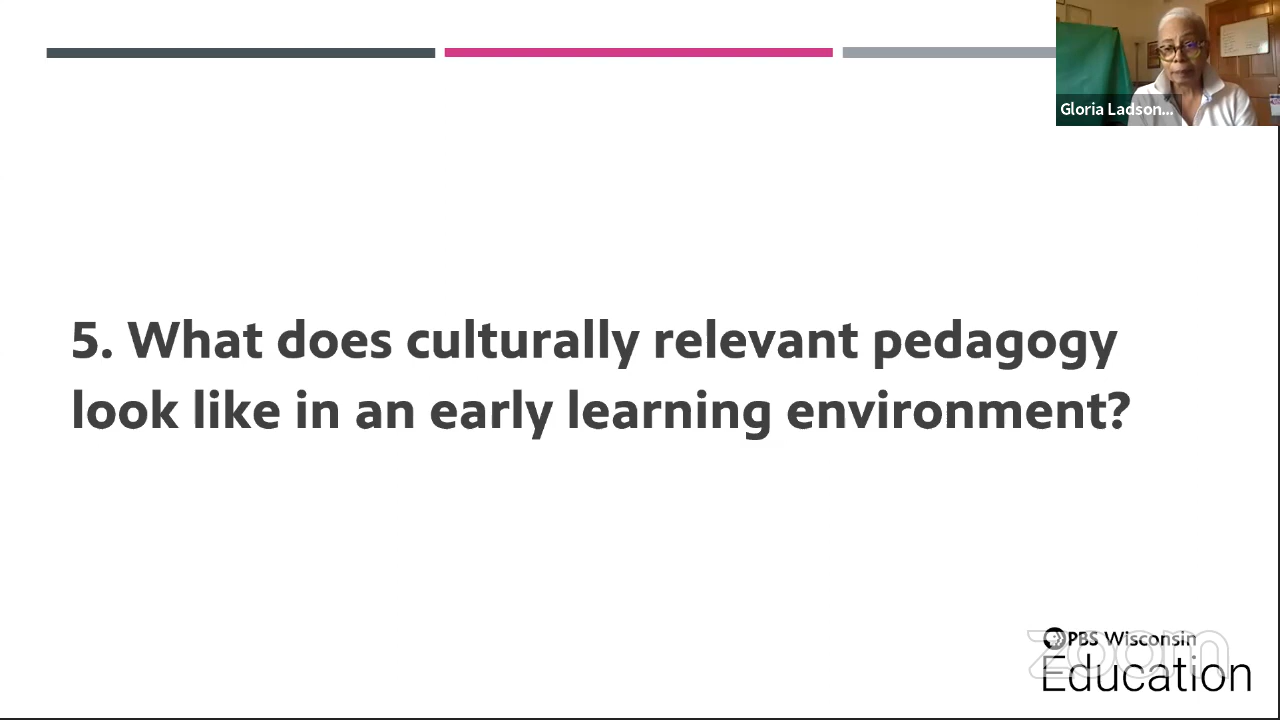 Gloria Ladson...
5. What does culturally relevant pedagogy
look like in an early learning environment?
PBS Wisconsin
zoom
Education